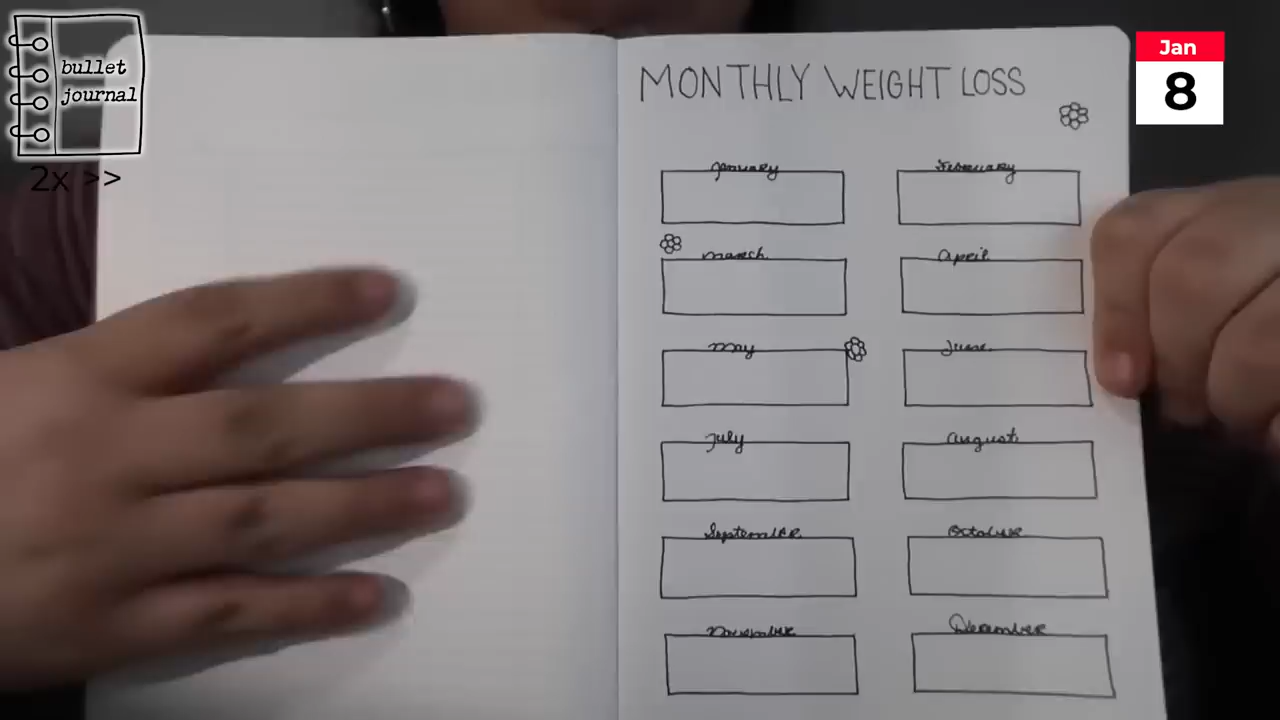 bullet
journal
2x >>
Jan
8
MONTHLY WEIGHT LOSS
January
February
March
April
May
June
July
August
September
October
November
December